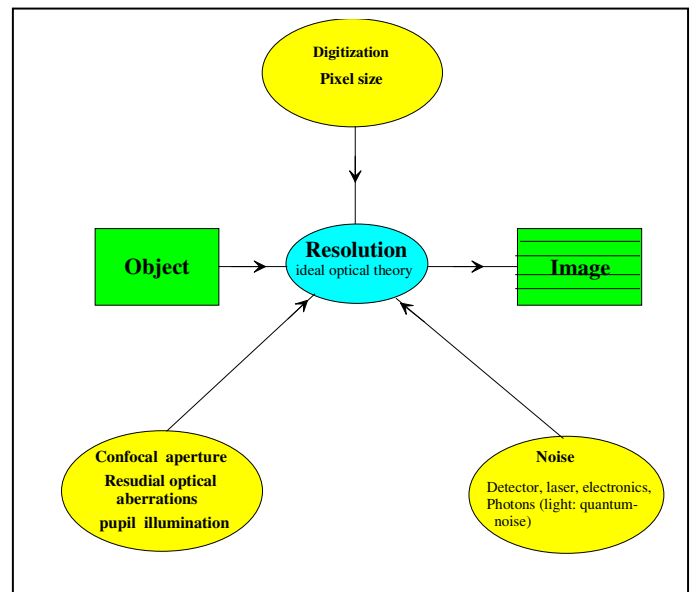 Digitization
Pixel size
Object
Resolution
ideal optical theory
Image
Confocal aperture
Resudial optical
aberrations
pupil illumination
Noise
Detector, laser, electronics,
Photons (light: quantum-
noise)